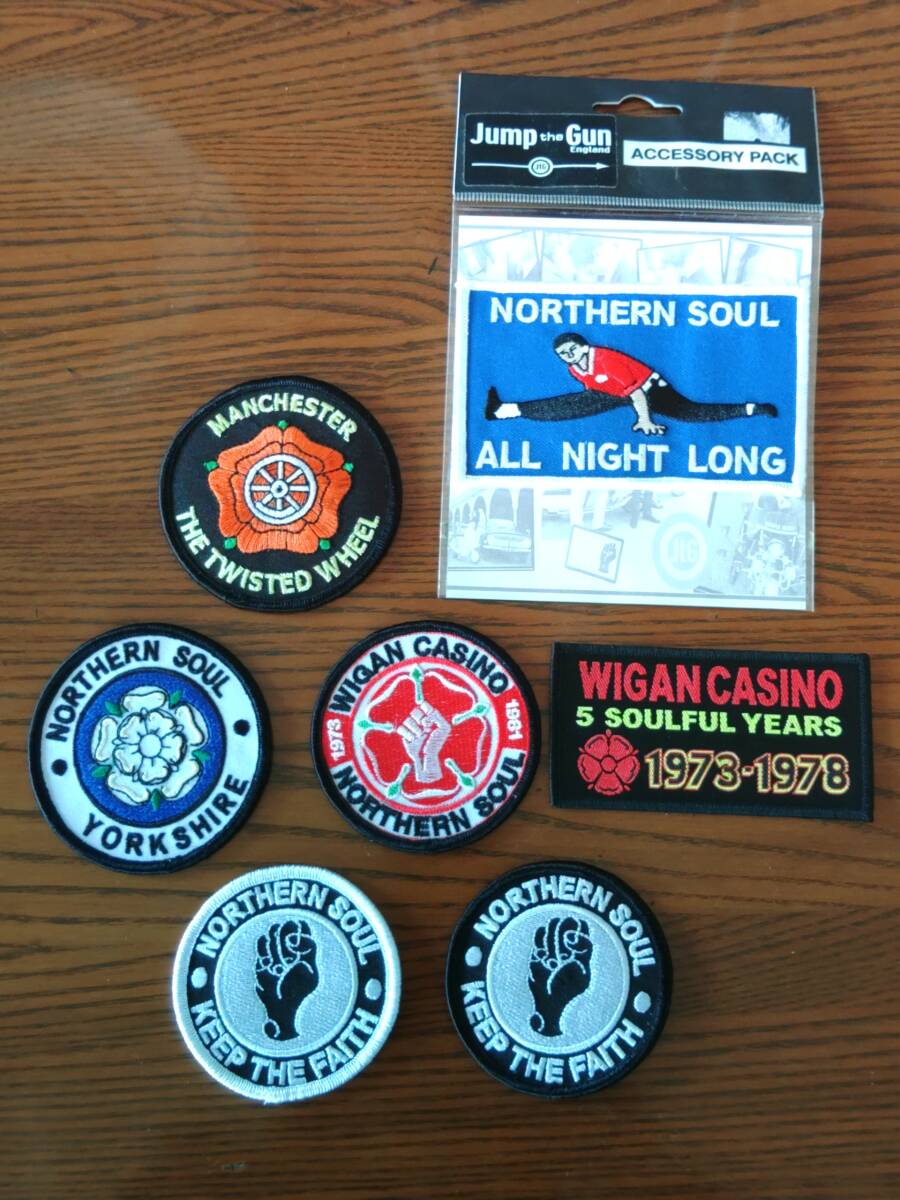 Jump the Gun
England
JtG
ACCESSORY PACK
NORTHERN SOUL
ALL NIGHT LONG
JtG
MANCHESTER
THE TWISTED WHEEL
NORTHERN SOUL
YORKSHIRE
WIGAN CASINO
1973
1981
NORTHERN SOUL
WIGAN CASINO
5 SOULFUL YEARS
1973-1978
NORTHERN SOUL
KEEP THE FAITH
NORTHERN SOUL
KEEP THE FAITH